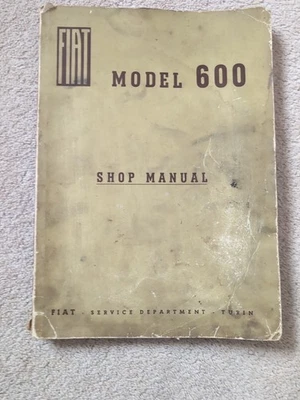 FIAT
MODEL 600
SHOP MANUAL
FIAT - SERVICE DEPARTMENT - TURIN